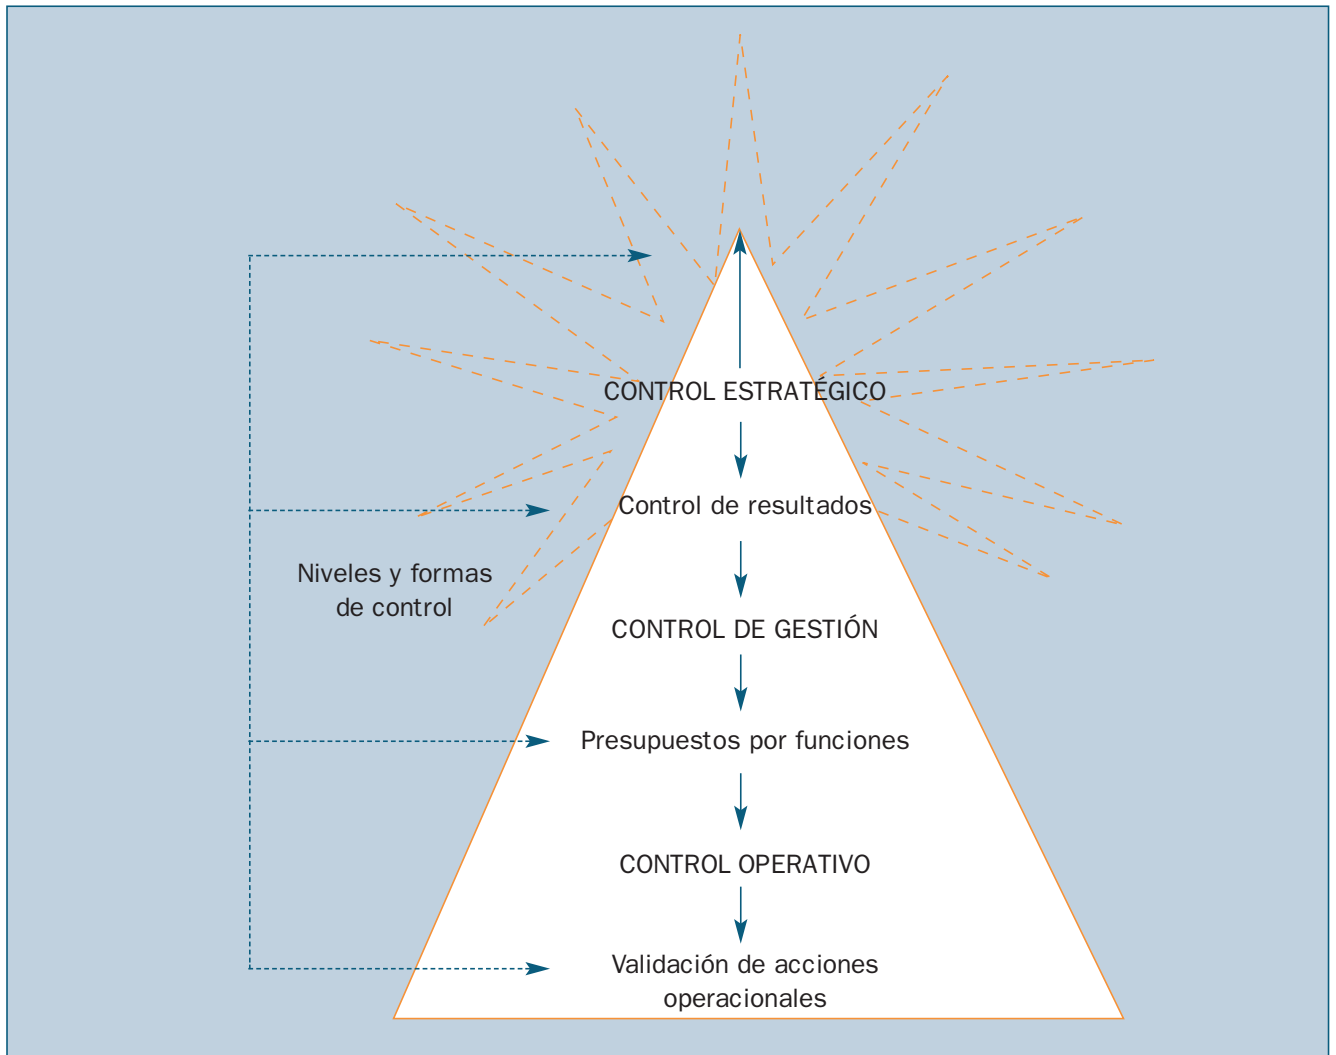 CONTROL ESTRATÉGICO
Control de resultados
Niveles y formas
de control
CONTROL DE GESTIÓN
Presupuestos por funciones
CONTROL OPERATIVO
Validación de acciones
operacionales